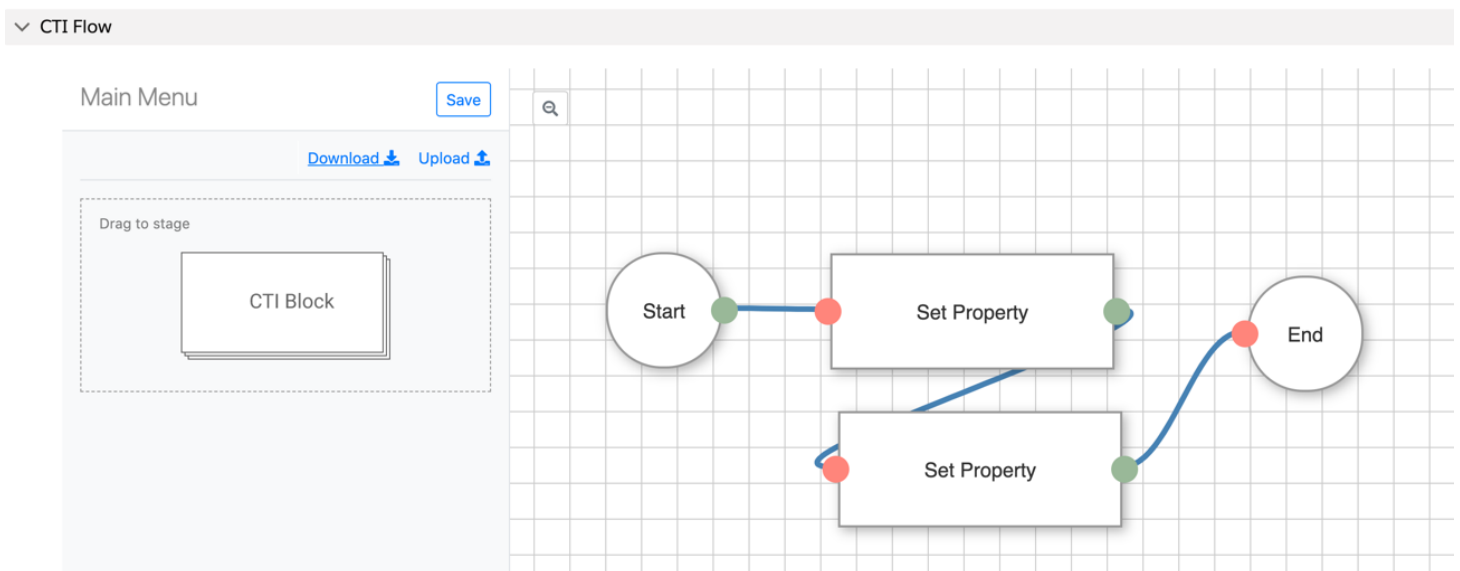 CTI Flow
Main Menu
Save
Download
Upload
Drag to stage
CTI Block
Start
Set Property
End
Set Property